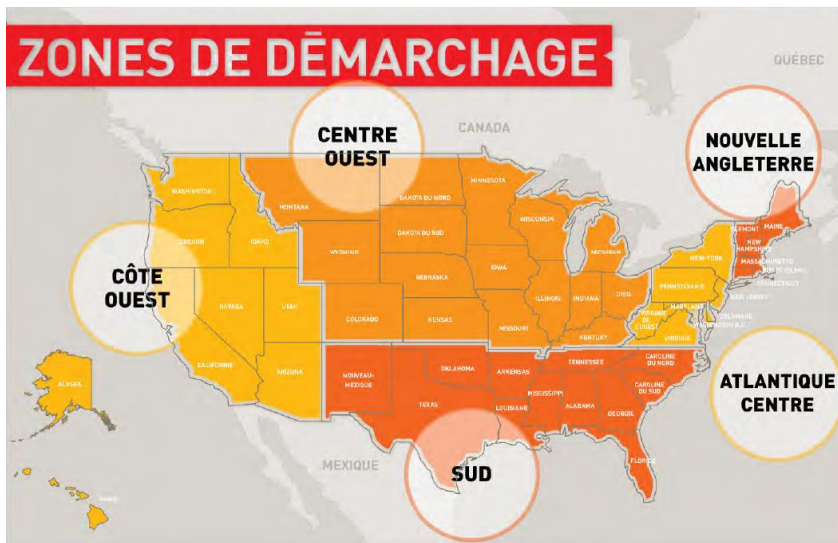 ZONES DE DĒMARCHAGE
QUÉBEC
CENTRE
OUEST
CANADA
NOUVELLE
ANGLETERRE
WASHINGTON
MONTANA
DAKOTA DU NORD
MINNESOTA
VERMONT
MAINE
OREGON
IDAHO
WYOMING
DAKOTA DU SUD
WISCONSIN
MICHIGAN
NEW-YORK
NEW
HAMPSHIRE
MASSACHUSETTS
RHODE ISLAND
CONNECTICUT
CÔTE
OUEST
NEVADA
UTAH
COLORADO
NEBRASKA
KANSAS
IOWA
MISSOURI
ILLINOIS
INDIANA
OHIO
KENTUCKY
PENNSYLVANIE
NEW JERSEY
MARYLAND
DELAWARE
WASHINGTON D.C.
VIRGINIE
DE
L'OUEST
VIRGINIE
CALIFORNIE
ARIZONA
NOUVEAU-
MEXIQUE
TEXAS
OKLAHOMA
ARKANSAS
LOUISIANE
MISSISSIPPI
TENNESSEE
ALABAMA
GEORGIE
CAROLINE
DU NORD
CAROLINE
DU SUD
FLORIDE
ATLANTIQUE
CENTRE
ALASKA
MEXIQUE
SUD